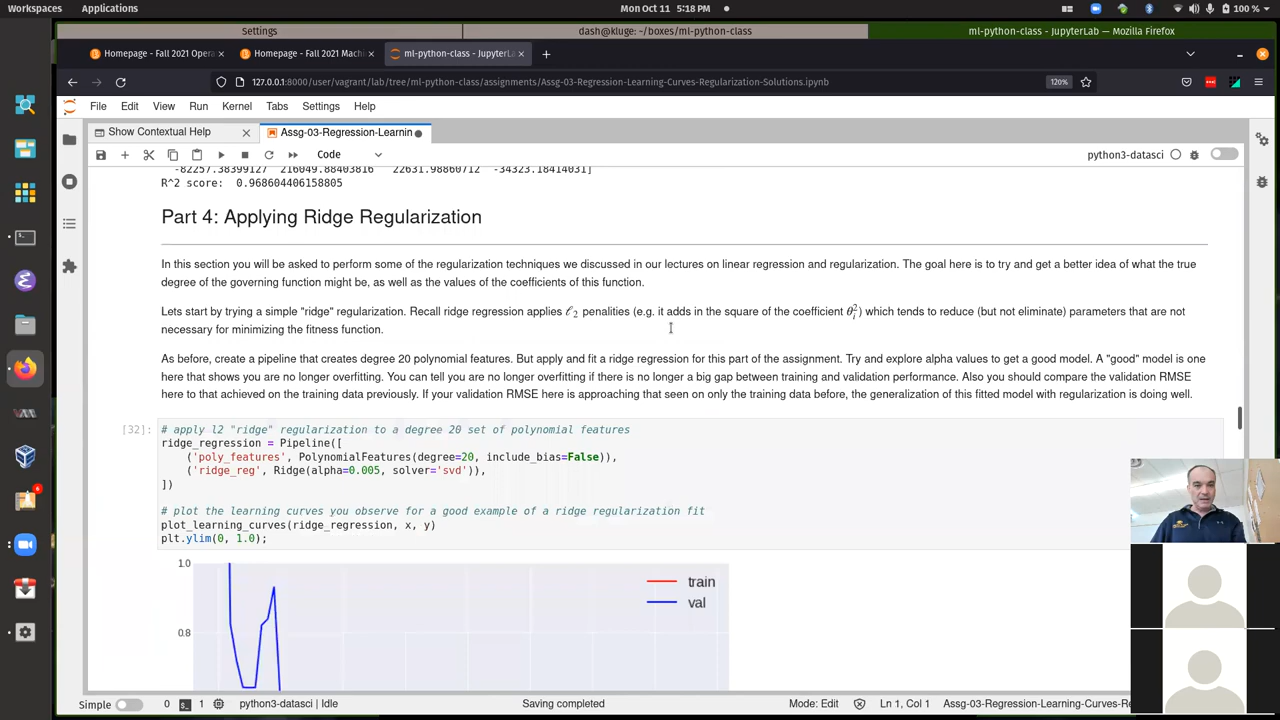 Workspaces Applications Mon Oct 11 5:18 PM 100 %
Settings dash@kluge: ~/boxes/ml-python-class ml-python-class - JupyterLab — Mozilla Firefox
Homepage - Fall 2021 Opera Homepage - Fall 2021 Machi ml-python-class - JupyterL
127.0.0.1:8000/user/vagrant/lab/tree/ml-python-class/assignments/Assg-03-Regression-Learning-Curves-Regularization-Solutions.ipynb 120%
File Edit View Run Kernel Tabs Settings Help
Show Contextual Help Assg-03-Regression-Learnin
Code python3-datasci
-82257.38399121 216049.88403816 22631.98860712 -34323.18414031]
R^2 score: 0.968604406158805
Part 4: Applying Ridge Regularization
In this section you will be asked to perform some of the regularization techniques we discussed in our lectures on linear regression and regularization. The goal here is to try and get a better idea of what the true
degree of the governing function might be, as well as the values of the coefficients of this function.
Lets start by trying a simple "ridge" regularization. Recall ridge regression applies ℓ₂ penalities (e.g. it adds in the square of the coefficient θᵢ²) which tends to reduce (but not eliminate) parameters that are not
necessary for minimizing the fitness function.
As before, create a pipeline that creates degree 20 polynomial features. But apply and fit a ridge regression for this part of the assignment. Try and explore alpha values to get a good model. A "good" model is one
here that shows you are no longer overfitting. You can tell you are no longer overfitting if there is no longer a big gap between training and validation performance. Also you should compare the validation RMSE
here to that achieved on the training data previously. If your validation RMSE here is approaching that seen on only the training data before, the generalization of this fitted model with regularization is doing well.
[32]: # apply l2 "ridge" regularization to a degree 20 set of polynomial features
ridge_regression = Pipeline([
('poly_features', PolynomialFeatures(degree=20, include_bias=False)),
('ridge_reg', Ridge(alpha=0.005, solver='svd')),
])
# plot the learning curves you observe for a good example of a ridge regularization fit
plot_learning_curves(ridge_regression, x, y)
plt.ylim(0, 1.0);
1.0
train
val
0.8
Simple 0 1 python3-datasci | Idle Saving completed Mode: Edit Ln 1, Col 1 Assg-03-Regression-Learning-Curves-Re